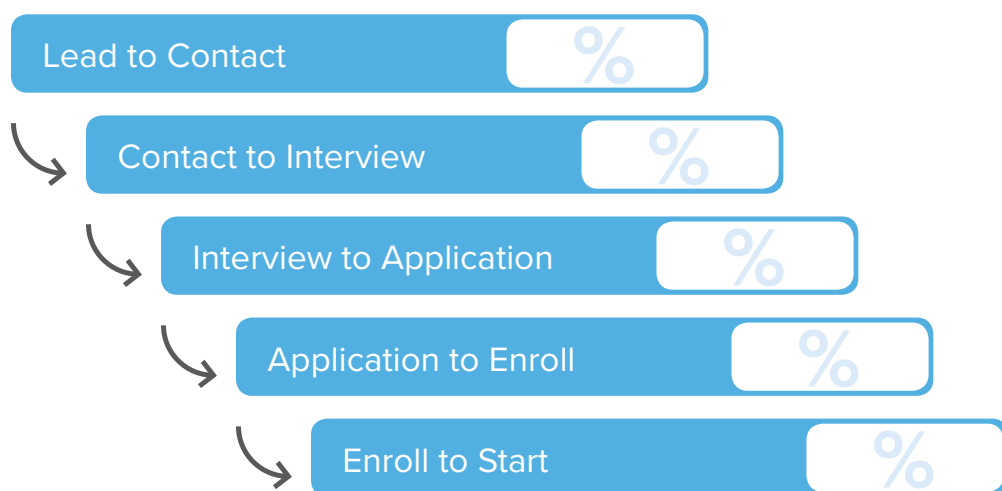 Lead to Contact %
Contact to Interview %
Interview to Application %
Application to Enroll %
Enroll to Start %